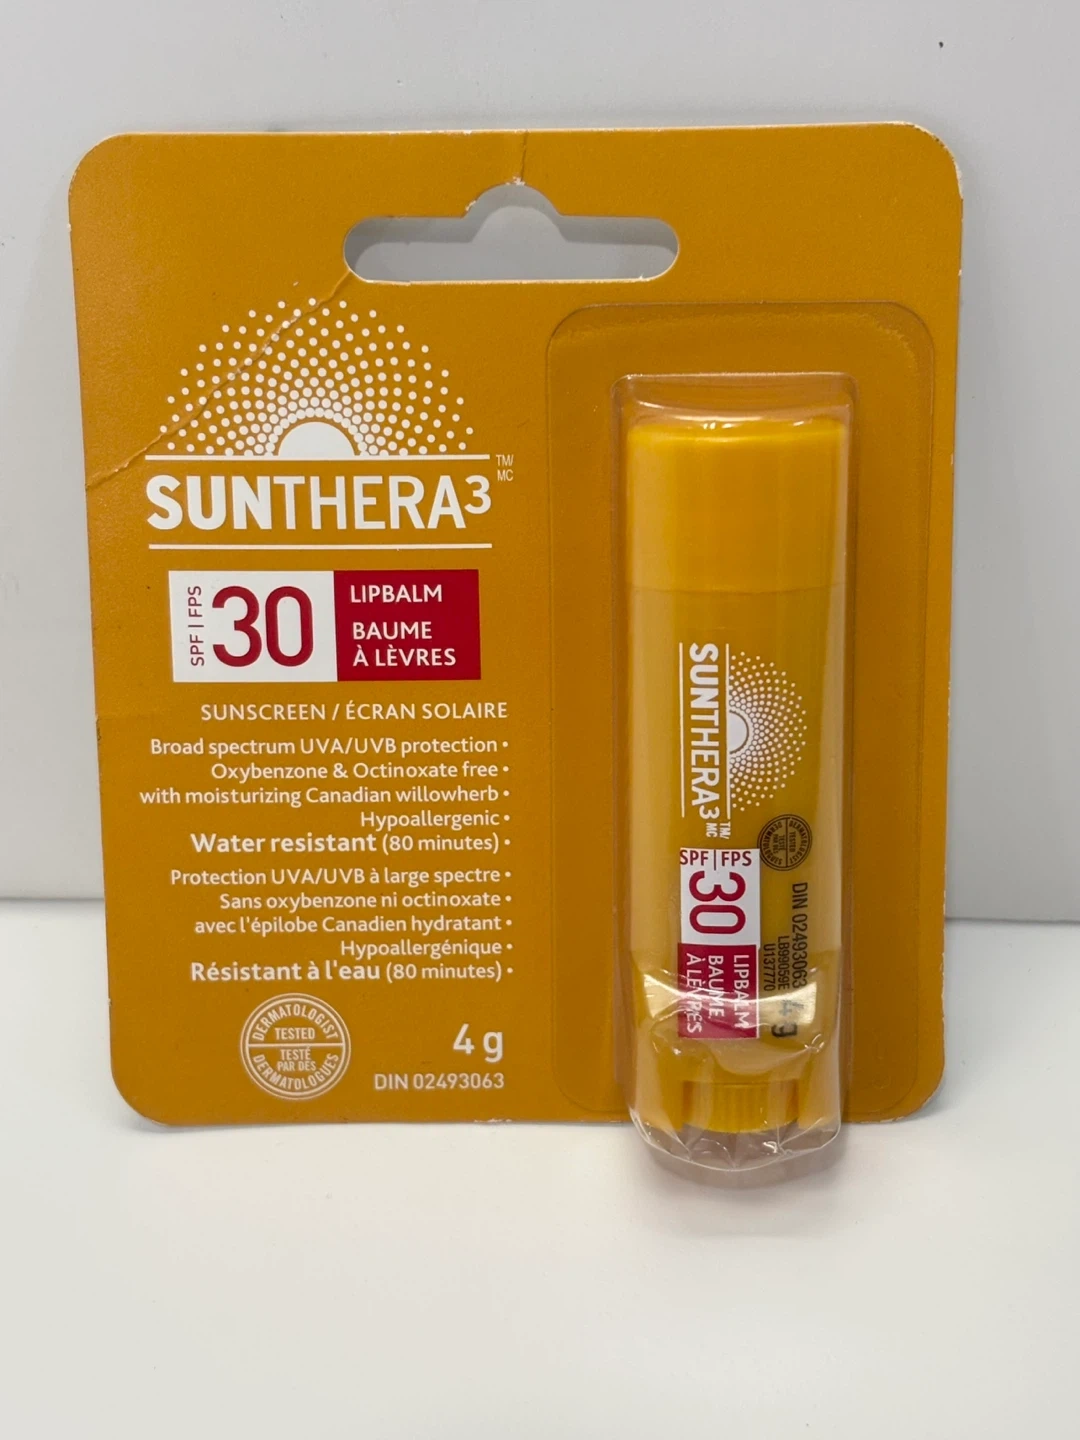 SUNTHERA3
TM/
MC
SPF | FPS
30
LIPBALM
BAUME
À LÈVRES
SUNSCREEN / ÉCRAN SOLAIRE
Broad spectrum UVA/UVB protection •
Oxybenzone & Octinoxate free •
with moisturizing Canadian willowherb •
Hypoallergenic •
Water resistant (80 minutes) •
Protection UVA/UVB à large spectre •
Sans oxybenzone ni octinoxate •
avec l'épilobe Canadien hydratant •
Hypoallergénique •
Résistant à l'eau (80 minutes) •
DERMATOLOGIST
TESTED
TESTÉ
PAR DES
DERMATOLOGUES
4 g
DIN 02493063
SUNTHERA3
TM/
MC
SPF | FPS
30
LIPBALM
BAUME
À LÈVRES
DIN 02493063
LB99059E
U137770
4 g